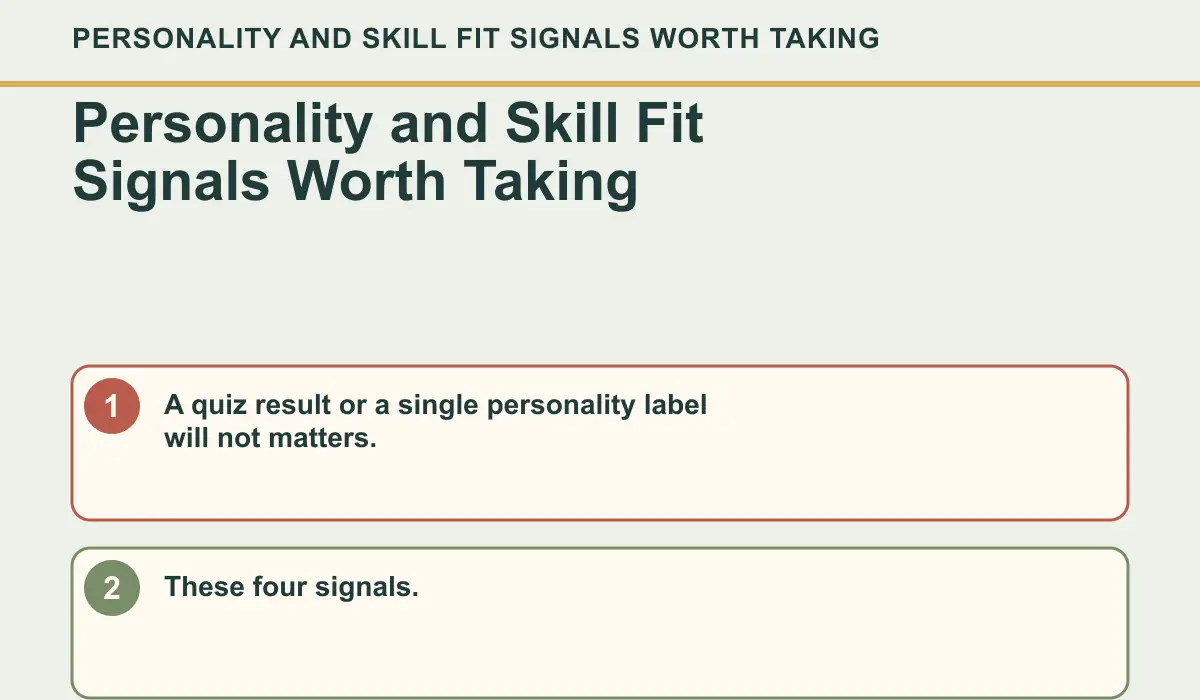 PERSONALITY AND SKILL FIT SIGNALS WORTH TAKING
Personality and Skill Fit
Signals Worth Taking
1
A quiz result or a single personality label
will not matters.
2
These four signals.